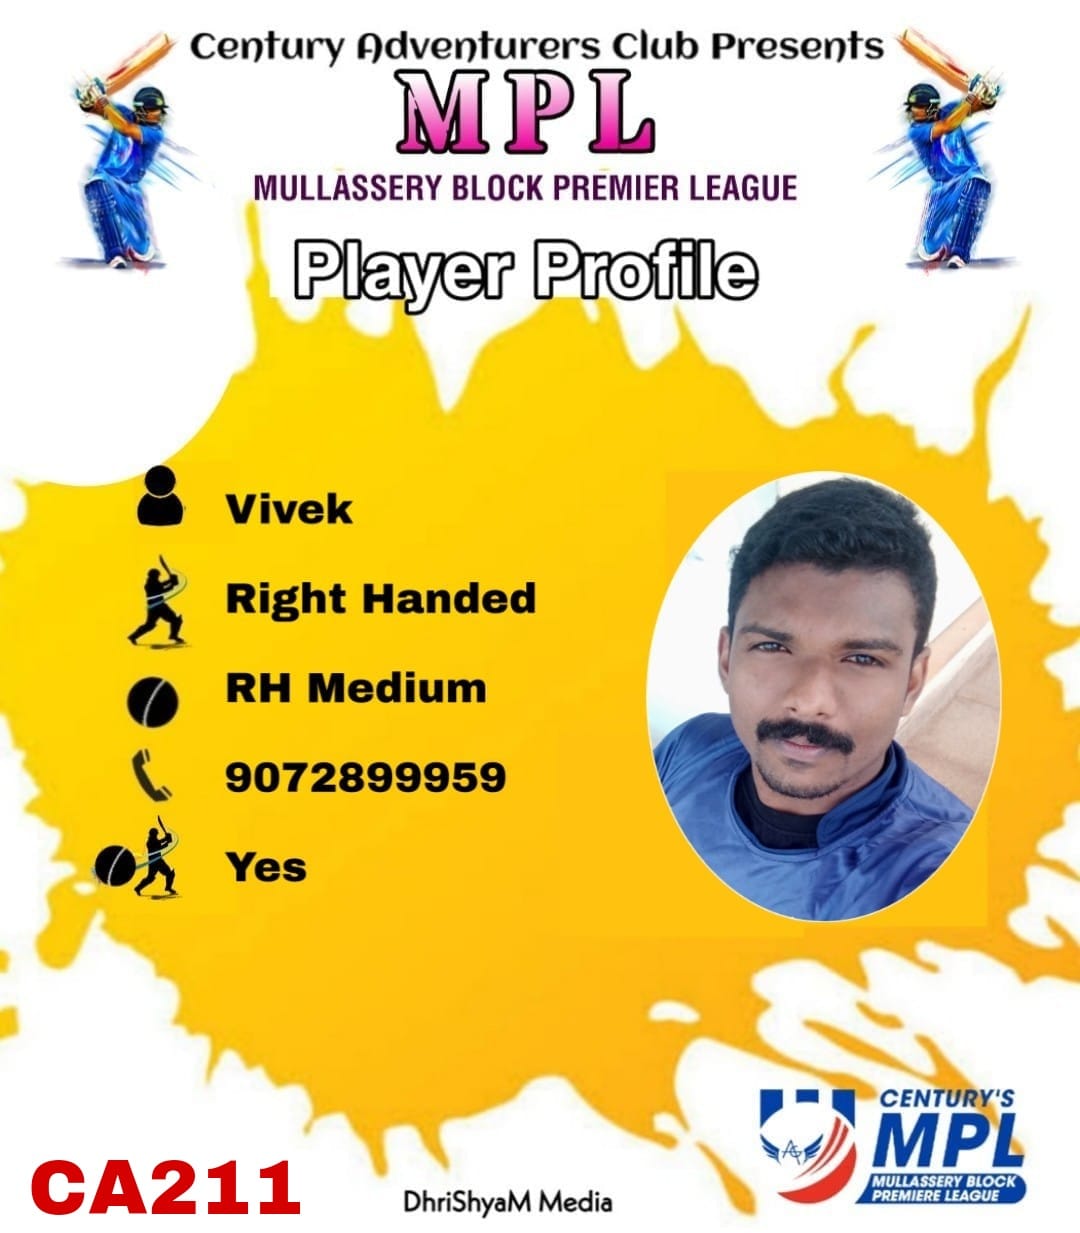 Century Adventurers Club Presents
MPL
MULLASSERY BLOCK PREMIER LEAGUE
Player Profile
Vivek
Right Handed
RH Medium
9072899959
Yes
CENTURY'S
MPL
MULLASSERY BLOCK
PREMIERE LEAGUE
CA211
DhriShyaM Media